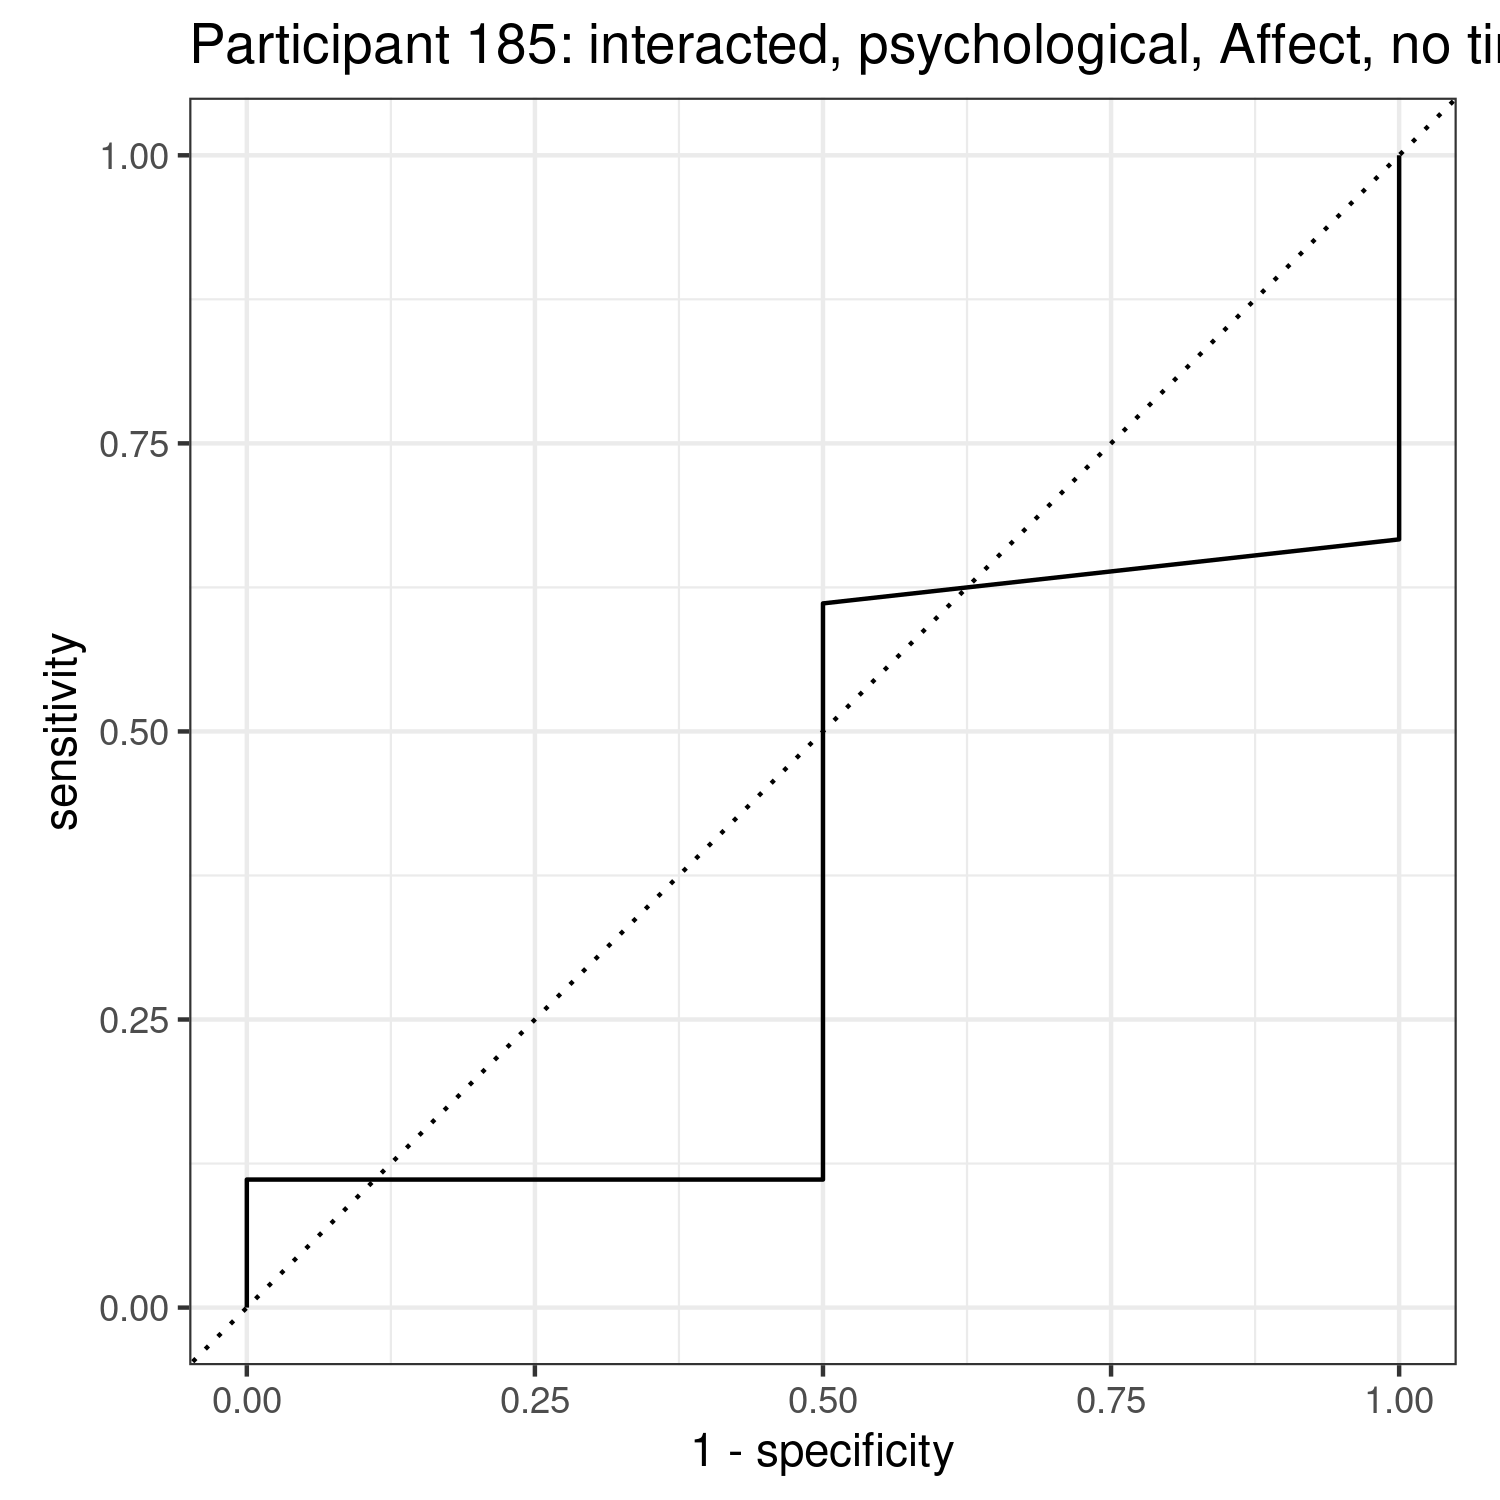 Participant 185: interacted, psychological, Affect, no
1.00
0.75
0.50
0.25
0.00
sensitivity
0.00 0.25 0.50 0.75 1.00
1 - specificity